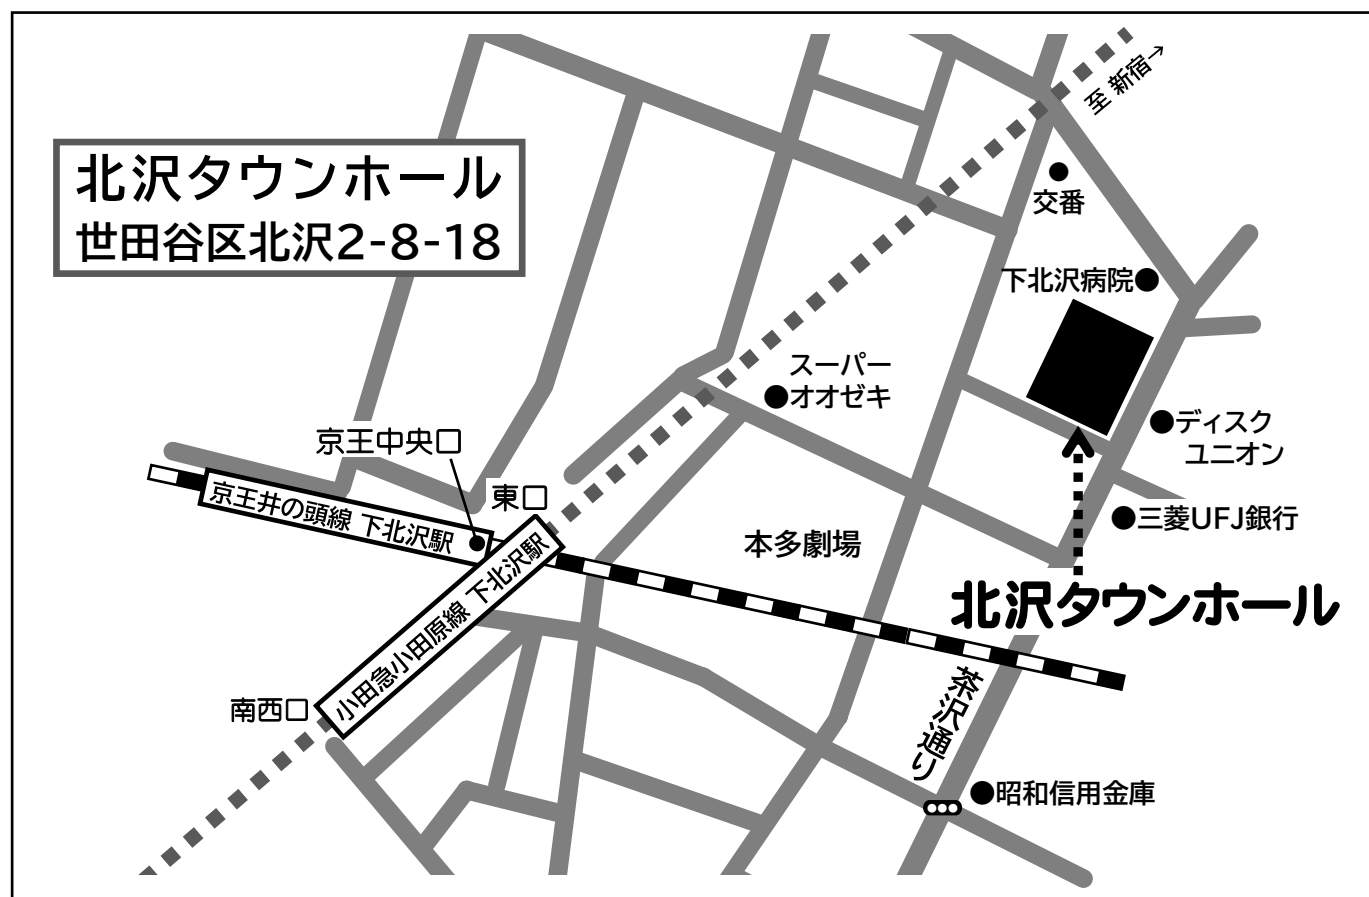 至 新宿→
北沢タウンホール
世田谷区北沢2-8-18
交番
下北沢病院
スーパー
オオゼキ
ディスク
ユニオン
京王中央口
東口
京王井の頭線 下北沢駅
三菱UFJ銀行
本多劇場
小田急小田原線 下北沢駅
北沢タウンホール
茶沢通り
南西口
昭和信用金庫